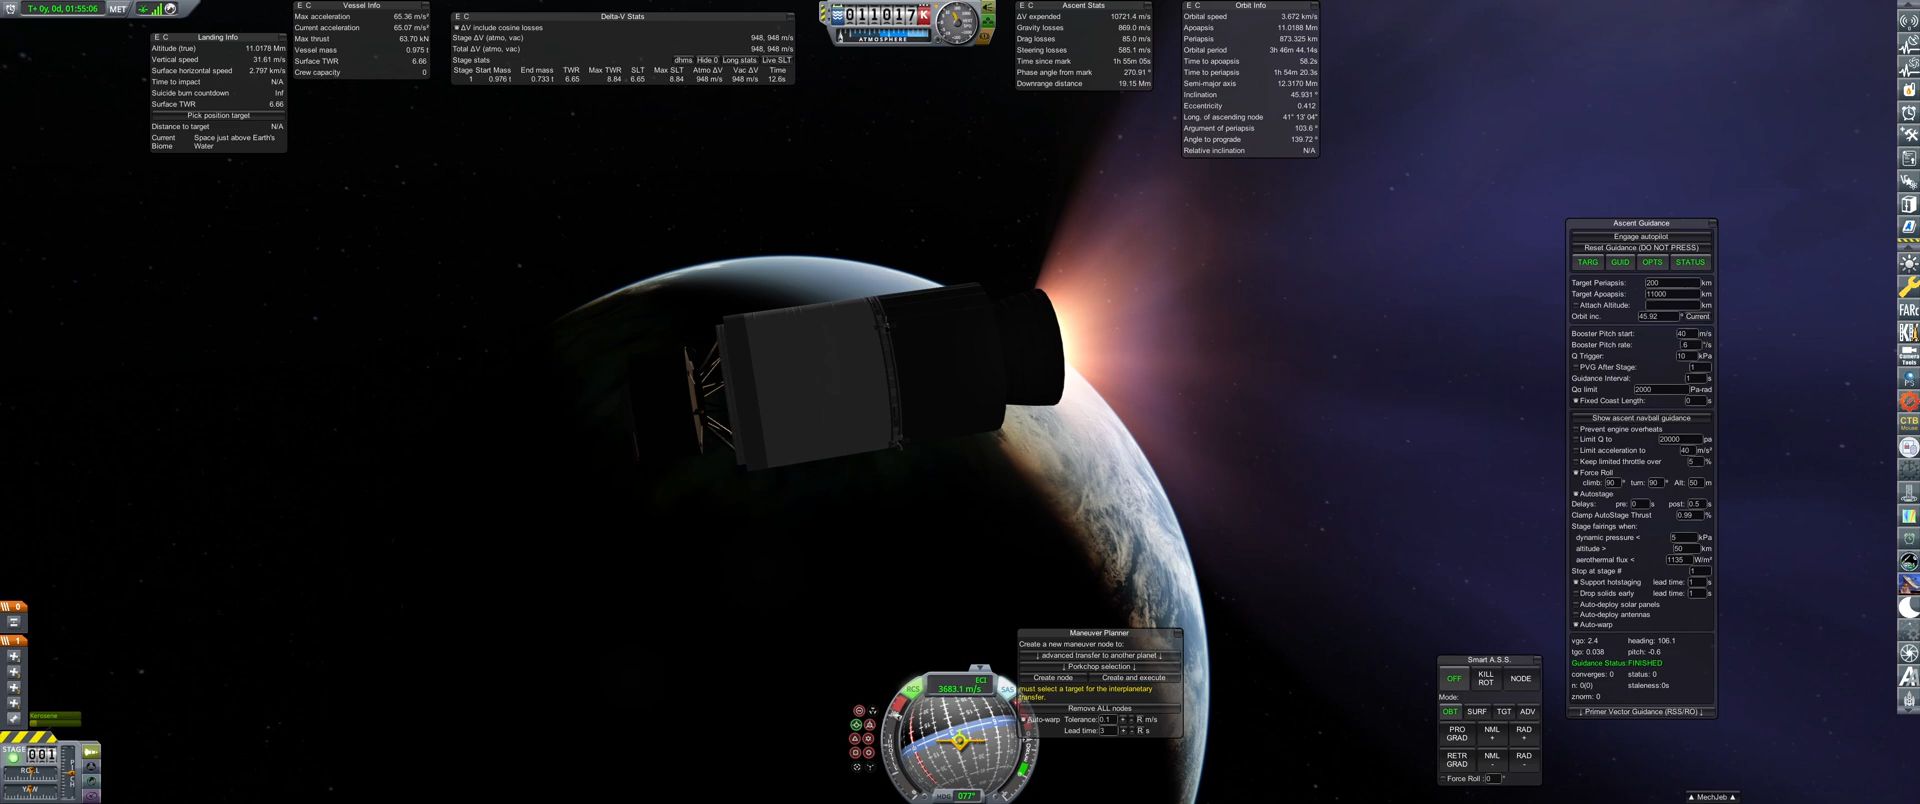 T+ 0y, 0d, 01:55:06 MET
E C Landing Info
Altitude (true) 11.0178 Mm
Vertical speed 31.61 m/s
Surface horizontal speed 2.797 km/s
Time to impact N/A
Suicide burn countdown Inf
Surface TWR 6.66
Pick position target
Distance to target N/A
Current Biome Space just above Earth's Water
E C Vessel Info
Max acceleration 65.36 m/s²
Current acceleration 65.07 m/s²
Max thrust 63.70 kN
Vessel mass 0.975 t
Surface TWR 6.66
Crew capacity 0
E C Delta-V Stats
ΔV include cosine losses
Stage ΔV (atmo, vac) 948, 948 m/s
Total ΔV (atmo, vac) 948, 948 m/s
Stage stats dhms Hide 0 Long stats Live SLT
Stage Start Mass End mass TWR Max TWR SLT Max SLT Atmo ΔV Vac ΔV Time
1 0.976 t 0.733 t 6.65 8.84 6.65 8.84 948 m/s 948 m/s 12.6s
011017 K
ATMOSPHERE
E C Ascent Stats
ΔV expended 10721.4 m/s
Gravity losses 869.0 m/s
Drag losses 85.0 m/s
Steering losses 585.1 m/s
Time since mark 1h 55m 05s
Phase angle from mark 270.91 °
Downrange distance 19.15 Mm
E C Orbit Info
Orbital speed 3.672 km/s
Apoapsis 11.0188 Mm
Periapsis 873.325 km
Orbital period 3h 46m 44.14s
Time to apoapsis 58.2s
Time to periapsis 1h 54m 20.3s
Semi-major axis 12.3170 Mm
Inclination 45.931 °
Eccentricity 0.412
Long. of ascending node 41° 13' 04"
Argument of periapsis 103.6 °
Angle to prograde 139.72 °
Relative inclination N/A
Ascent Guidance
Engage autopilot
Reset Guidance (DO NOT PRESS)
TARG GUID OPTS STATUS
Target Periapsis: 200 km
Target Apoapsis: 11000 km
Attach Altitude: km
Orbit inc. 45.92 ° Current
Booster Pitch start: 40 m/s
Booster Pitch rate: .6 °/s
Q Trigger: 10 kPa
PVG After Stage: 1
Guidance Interval: 1 s
Qα limit 2000 Pa-rad
Fixed Coast Length: 0 s
Show ascent navball guidance
Prevent engine overheats
Limit Q to 20000 pa
Limit acceleration to 40 m/s²
Keep limited throttle over 5 %
Force Roll
climb: 90 ° turn: 90 ° Alt: 50 m
Autostage
Delays: pre: 0 s post: 0.5 s
Clamp AutoStage Thrust 0.99 %
Stage fairings when:
dynamic pressure < 5 kPa
altitude > 50 km
aerothermal flux < 1135 W/m²
Stop at stage # 1
Support hotstaging lead time: 1 s
Drop solids early lead time: 1 s
Auto-deploy solar panels
Auto-deploy antennas
Auto-warp
vgo: 2.4 heading: 106.1
tgo: 0.038 pitch: -0.6
Guidance Status:FINISHED
converges: 0 status: 0
n: 0(0) staleness:0s
znorm: 0
↓ Primer Vector Guidance (RSS/RO) ↓
FARc
Camera Tools
CTB
Mouse
0
1
Kerosene
STAGE 001
ROLL
YAW
PITCH
Maneuver Planner
Create a new maneuver node to:
↓ advanced transfer to another planet ↓
↓ Porkchop selection ↓
Create node Create and execute
must select a target for the interplanetary
transfer.
Remove ALL nodes
Auto-warp Tolerance: 0.1 + - R m/s
Lead time: 3 + - R s
ECI
RCS 3683.1 m/s SAS
HDG 077°
Smart A.S.S.
OFF KILL ROT NODE
Mode:
OBT SURF TGT ADV
PRO GRAD NML + RAD +
RETR GRAD NML - RAD -
Force Roll : 0 °
▲ MechJeb ▲